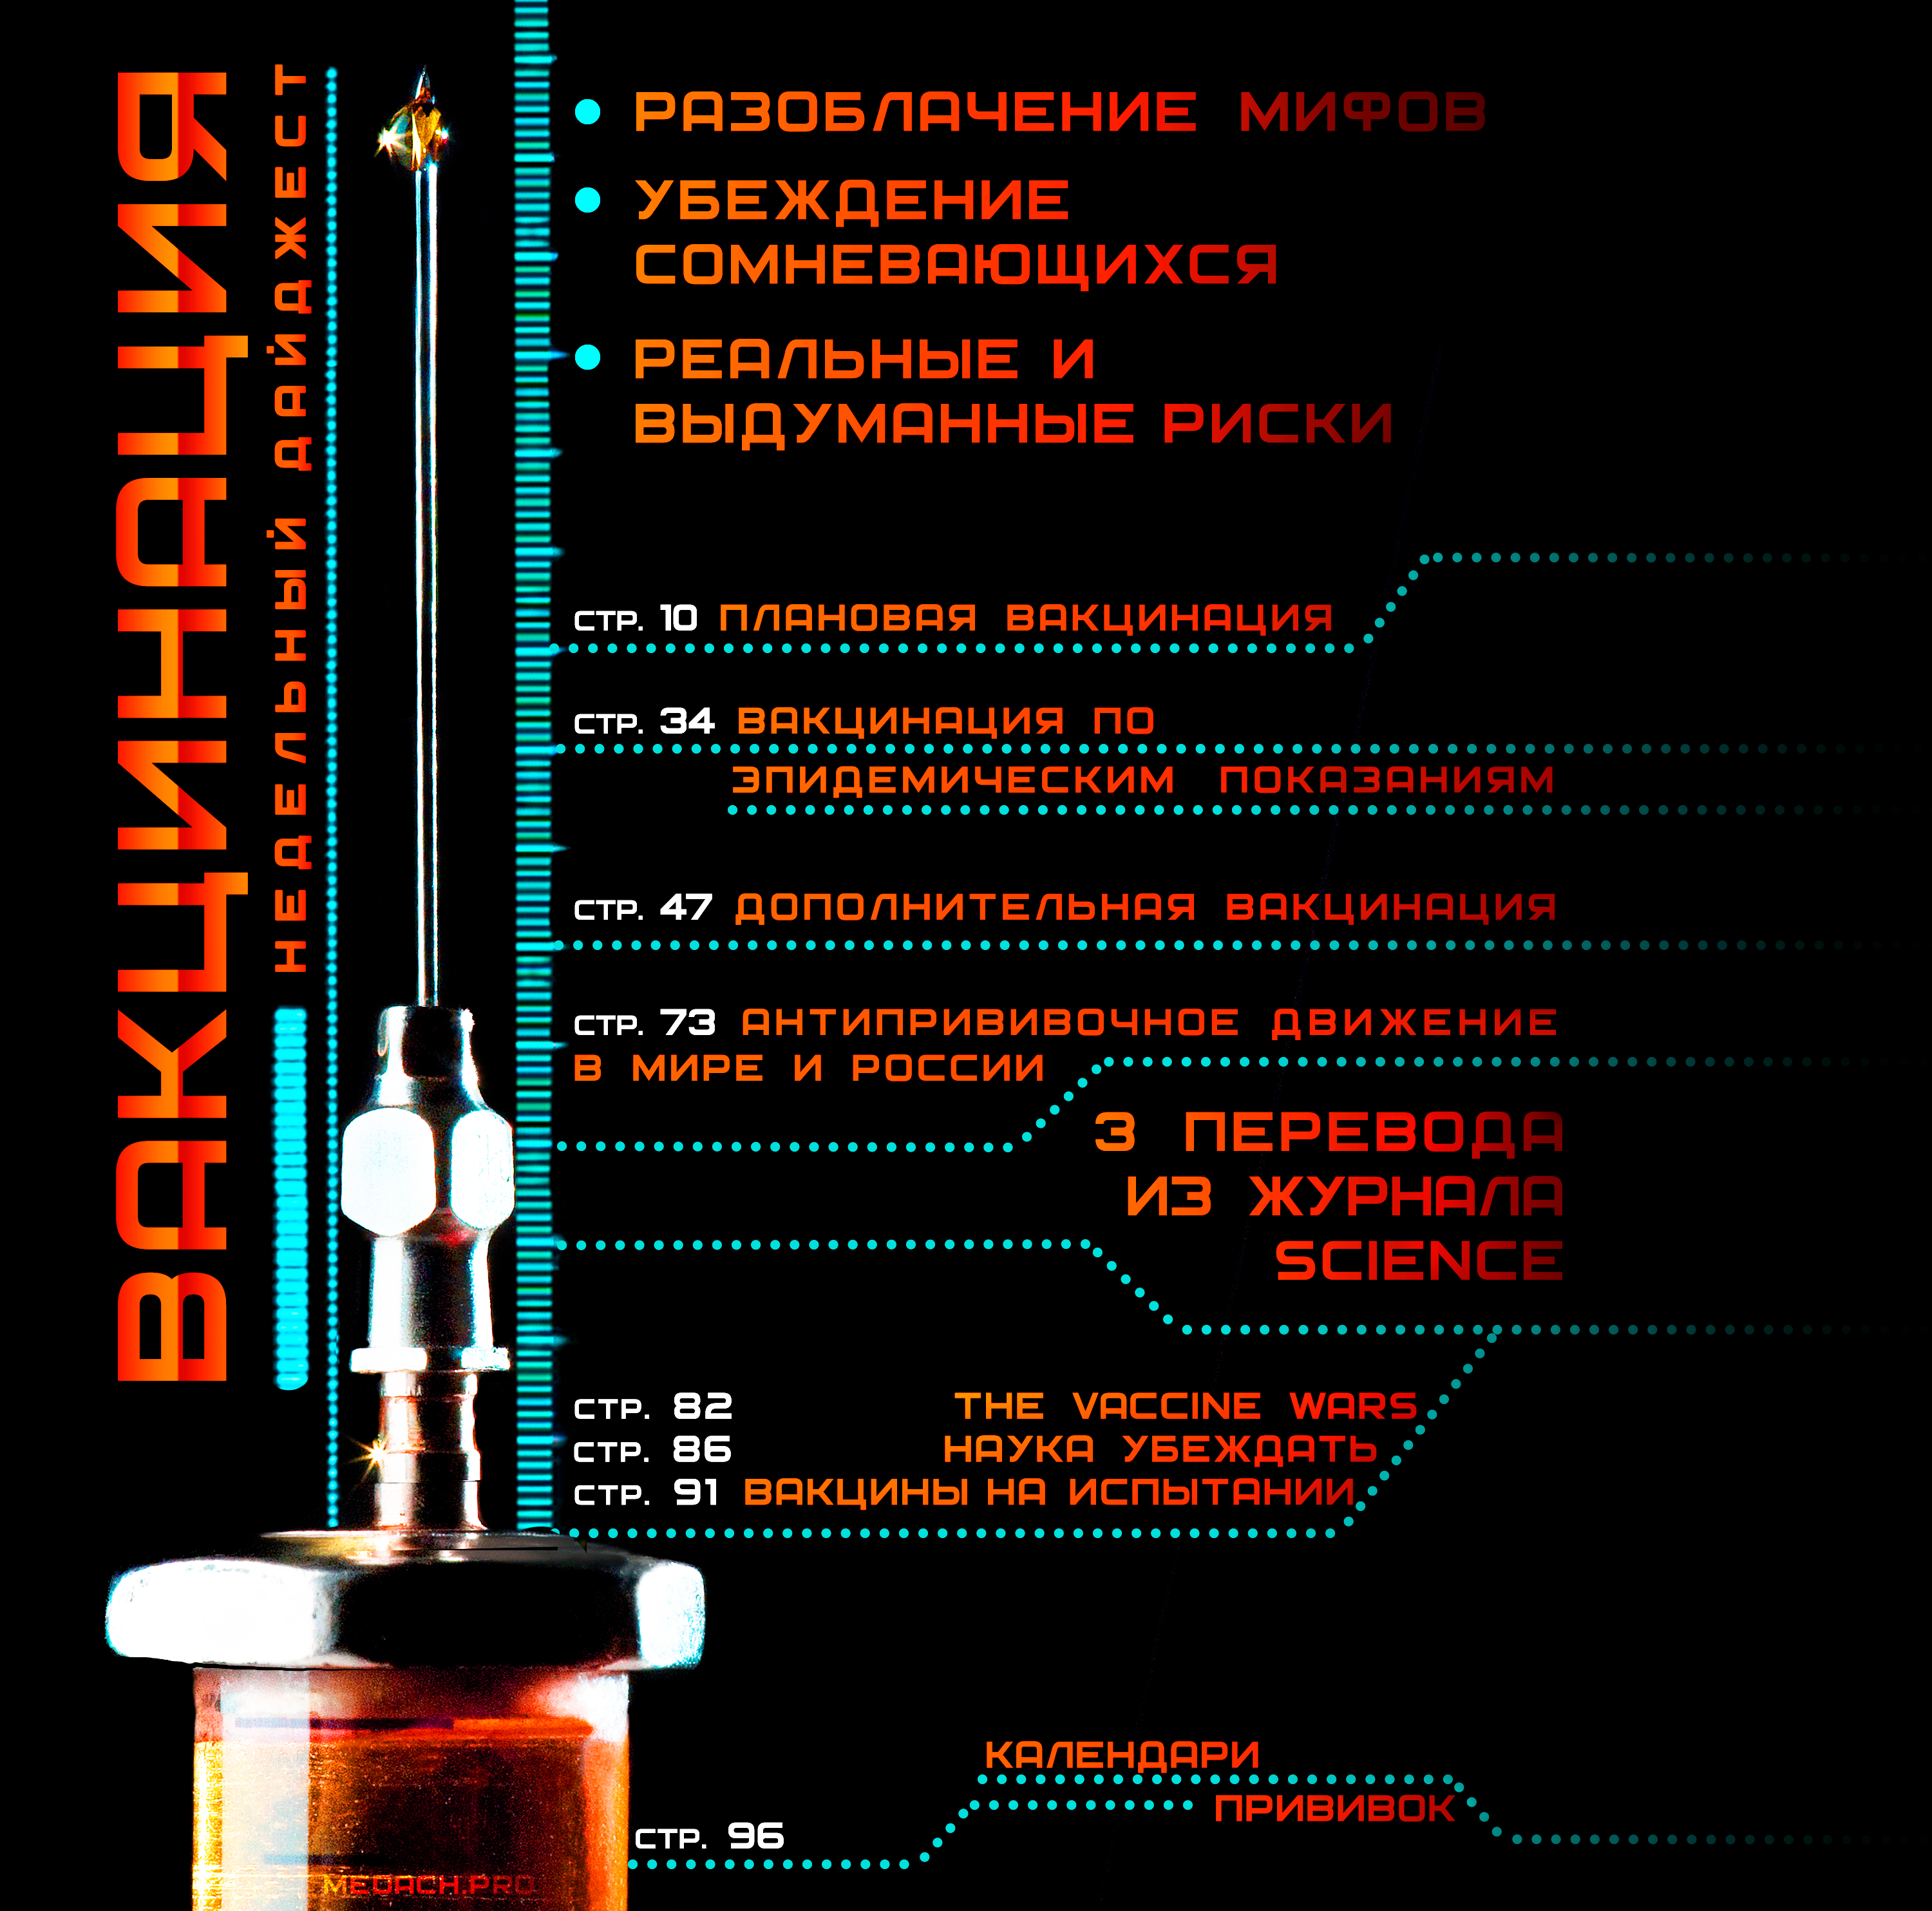 ВАКЦИНАЦИЯ
НЕДЕЛЬНЫЙ ДАЙДЖЕСТ
РАЗОБЛАЧЕНИЕ МИФОВ
УБЕЖДЕНИЕ
СОМНЕВАЮЩИХСЯ
РЕАЛЬНЫЕ И
ВЫДУМАННЫЕ РИСКИ
СТР. 10 ПЛАНОВАЯ ВАКЦИНАЦИЯ
СТР. 34 ВАКЦИНАЦИЯ ПО
ЭПИДЕМИЧЕСКИМ ПОКАЗАНИЯМ
СТР. 47 ДОПОЛНИТЕЛЬНАЯ ВАКЦИНАЦИЯ
СТР. 73 АНТИПРИВИВОЧНОЕ ДВИЖЕНИЕ
В МИРЕ И РОССИИ
3 ПЕРЕВОДА
ИЗ ЖУРНАЛА
SCIENCE
СТР. 82 THE VACCINE WARS
СТР. 86 НАУКА УБЕЖДАТЬ
СТР. 91 ВАКЦИНЫ НА ИСПЫТАНИИ
КАЛЕНДАРИ
ПРИВИВОК
СТР. 96
MEDACH.PRO